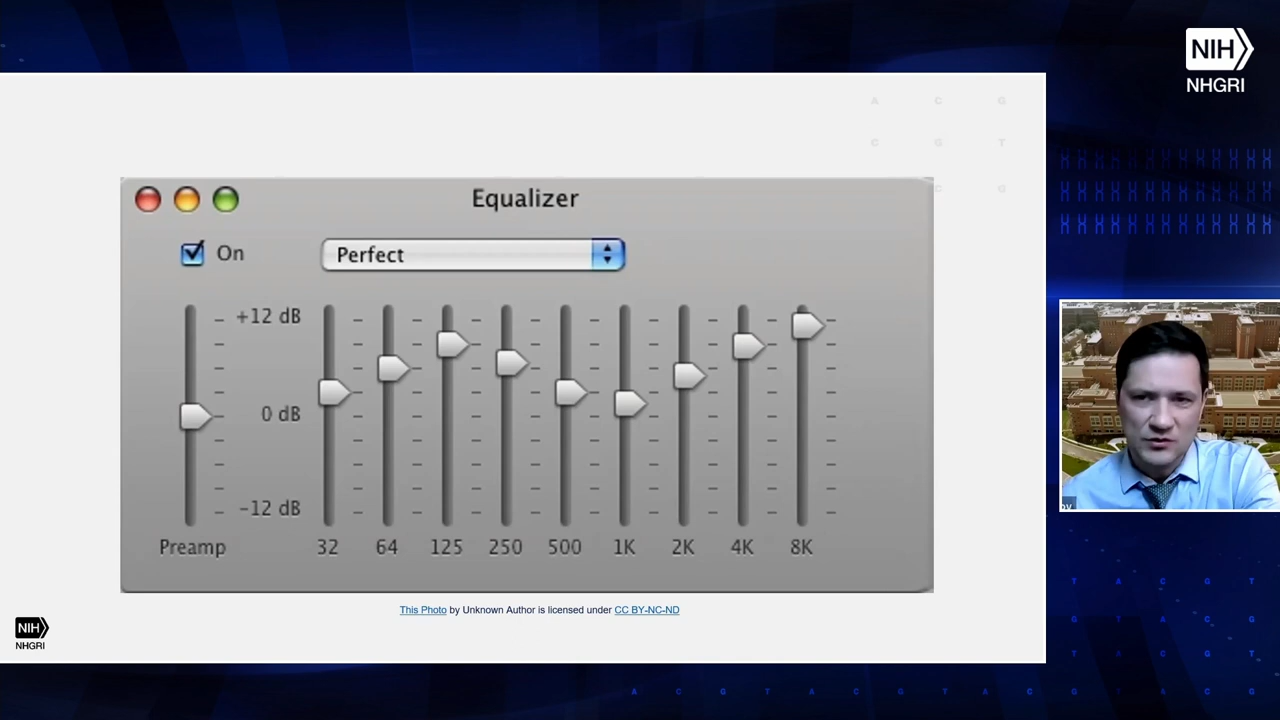 NIH
NHGRI
A C G
C G T
C G
Equalizer
On
Perfect
+12 dB
0 dB
-12 dB
Preamp 32 64 125 250 500 1K 2K 4K 8K
This Photo by Unknown Author is licensed under CC BY-NC-ND
NIH
NHGRI
T A C G T
G T A C G
T A C G T
A C G T A C G T A C G T A C G